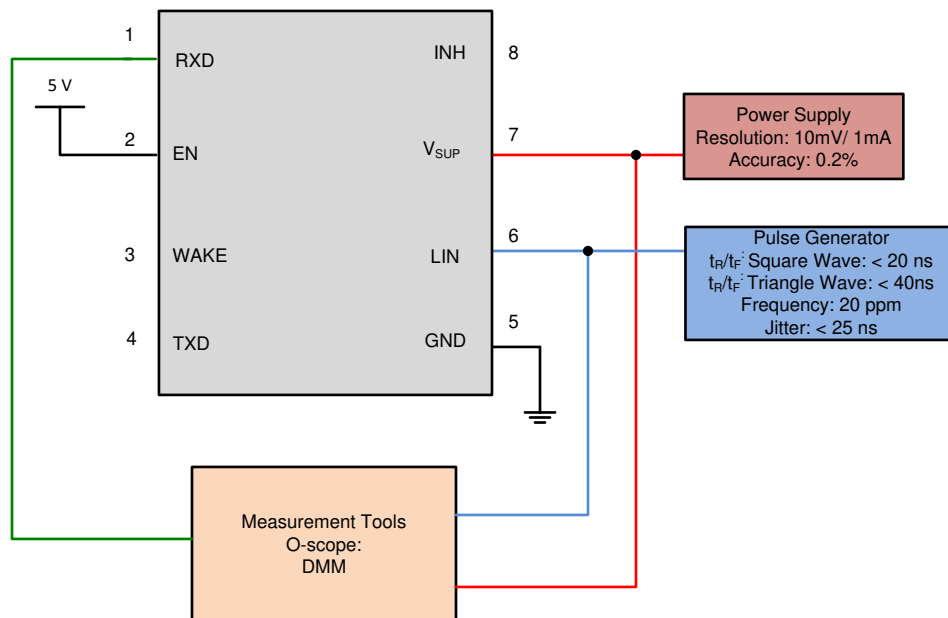 1
RXD
INH
8
5 V
2
EN
VSUP
7
Power Supply
Resolution: 10mV/ 1mA
Accuracy: 0.2%
3
WAKE
LIN
6
Pulse Generator
tR/tF: Square Wave: < 20 ns
tR/tF: Triangle Wave: < 40ns
Frequency: 20 ppm
Jitter: < 25 ns
4
TXD
GND
5
Measurement Tools
O-scope:
DMM